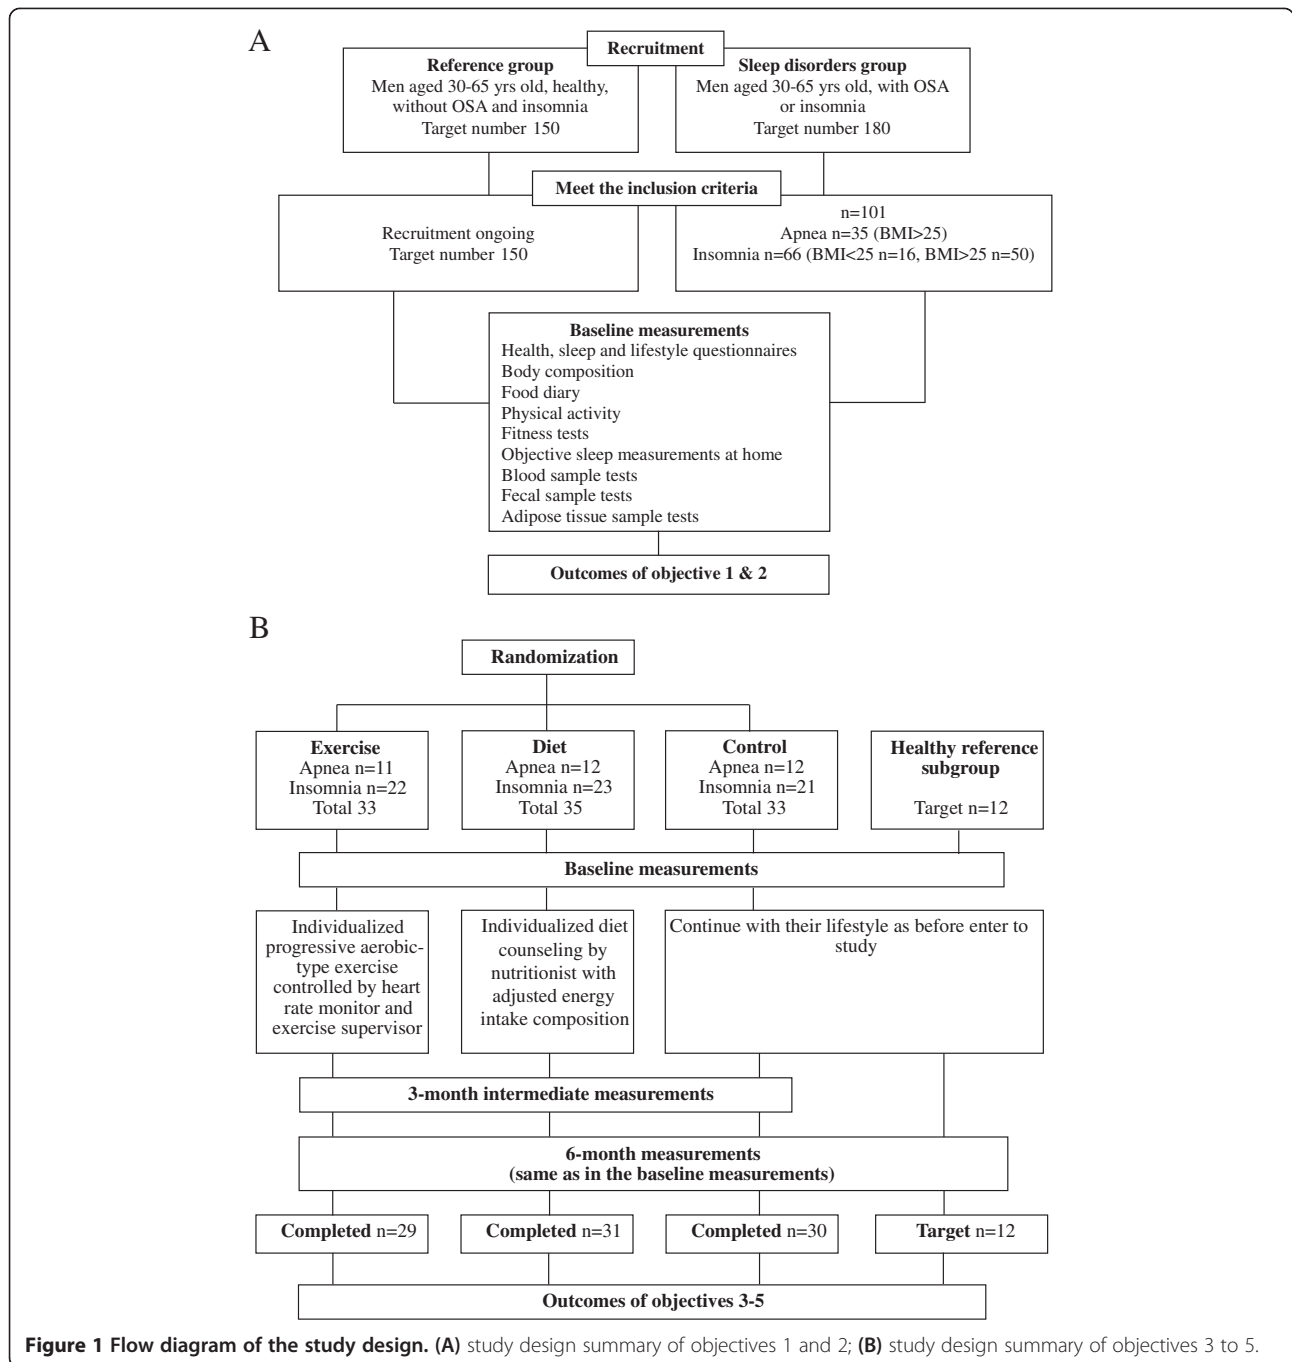 A
Recruitment
Reference group
Men aged 30-65 yrs old, healthy,
without OSA and insomnia
Target number 150
Sleep disorders group
Men aged 30-65 yrs old, with OSA
or insomnia
Target number 180
Meet the inclusion criteria
Recruitment ongoing
Target number 150
n=101
Apnea n=35 (BMI>25)
Insomnia n=66 (BMI<25 n=16, BMI>25 n=50)
Baseline measurements
Health, sleep and lifestyle questionnaires
Body composition
Food diary
Physical activity
Fitness tests
Objective sleep measurements at home
Blood sample tests
Fecal sample tests
Adipose tissue sample tests
Outcomes of objective 1 & 2
B
Randomization
Exercise
Apnea n=11
Insomnia n=22
Total 33
Diet
Apnea n=12
Insomnia n=23
Total 35
Control
Apnea n=12
Insomnia n=21
Total 33
Healthy reference
subgroup
Target n=12
Baseline measurements
Individualized
progressive aerobic-
type exercise
controlled by heart
rate monitor and
exercise supervisor
Individualized diet
counseling by
nutritionist with
adjusted energy
intake composition
Continue with their lifestyle as before enter to
study
3-month intermediate measurements
6-month measurements
(same as in the baseline measurements)
Completed n=29
Completed n=31
Completed n=30
Target n=12
Outcomes of objectives 3-5
Figure 1 Flow diagram of the study design. (A) study design summary of objectives 1 and 2; (B) study design summary of objectives 3 to 5.